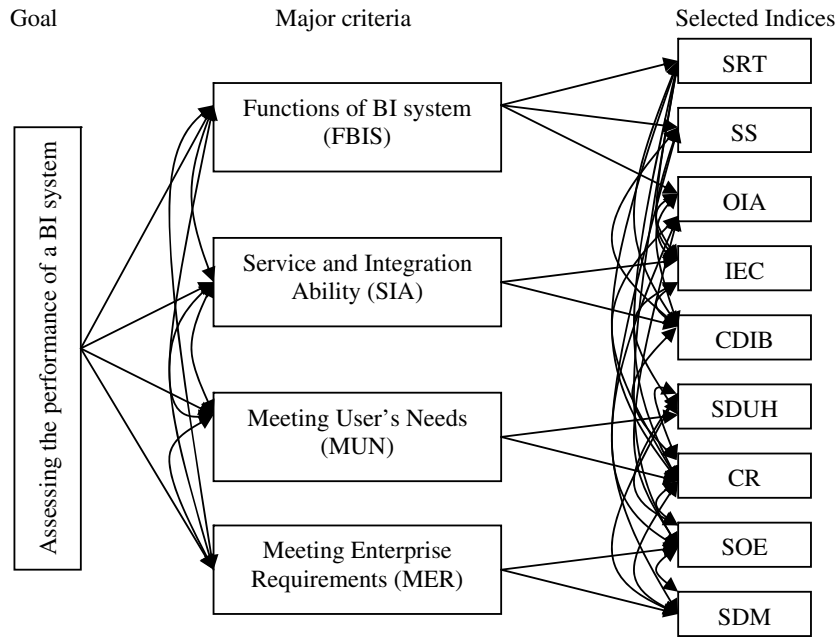 Goal
Major criteria
Selected Indices
Assessing the performance of a BI system
Functions of BI system
(FBIS)
Service and Integration
Ability (SIA)
Meeting User's Needs
(MUN)
Meeting Enterprise
Requirements (MER)
SRT
SS
OIA
IEC
CDIB
SDUH
CR
SOE
SDM